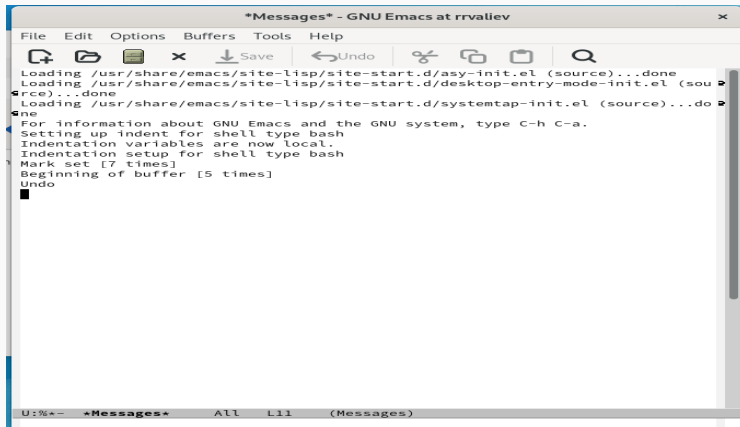 *Messages* - GNU Emacs at rrvaliev
File Edit Options Buffers Tools Help
Save Undo
Loading /usr/share/emacs/site-lisp/site-start.d/asy-init.el (source)...done
Loading /usr/share/emacs/site-lisp/site-start.d/desktop-entry-mode-init.el (sou
rce)...done
Loading /usr/share/emacs/site-lisp/site-start.d/systemtap-init.el (source)...do
ne
For information about GNU Emacs and the GNU system, type C-h C-a.
Setting up indent for shell type bash
Indentation variables are now local.
Indentation setup for shell type bash
Mark set [7 times]
Beginning of buffer [5 times]
Undo
U:%*- *Messages* All L11 (Messages)